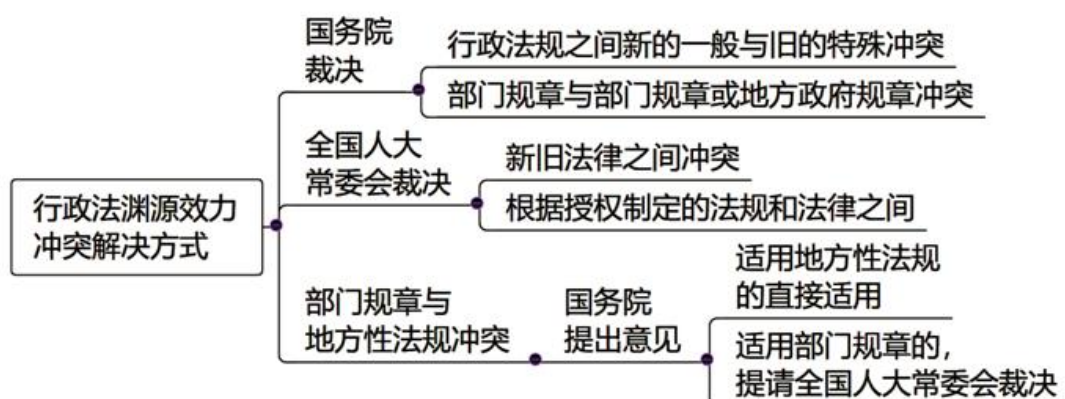 行政法渊源效力
冲突解决方式
国务院
裁决
行政法规之间新的一般与旧的特殊冲突
部门规章与部门规章或地方政府规章冲突
全国人大
常委会裁决
新旧法律之间冲突
根据授权制定的法规和法律之间
部门规章与
地方性法规冲突
国务院
提出意见
适用地方性法规
的直接适用
适用部门规章的，
提请全国人大常委会裁决